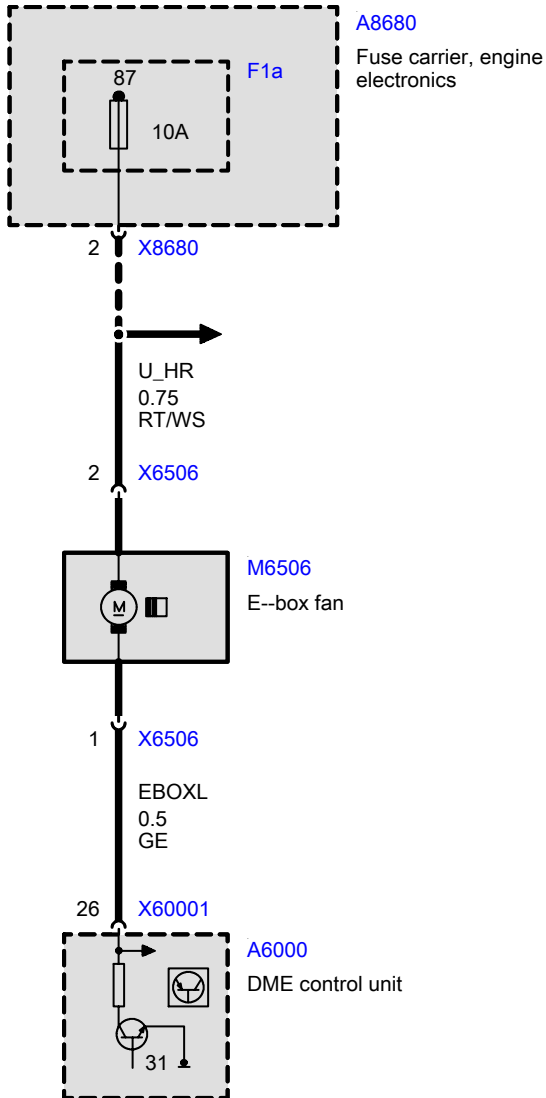 A8680
Fuse carrier, engine
electronics
F1a
87
10A
2 X8680
U_HR
0.75
RT/WS
2 X6506
M6506
E--box fan
M
1 X6506
EBOXL
0.5
GE
26 X60001
A6000
DME control unit
31